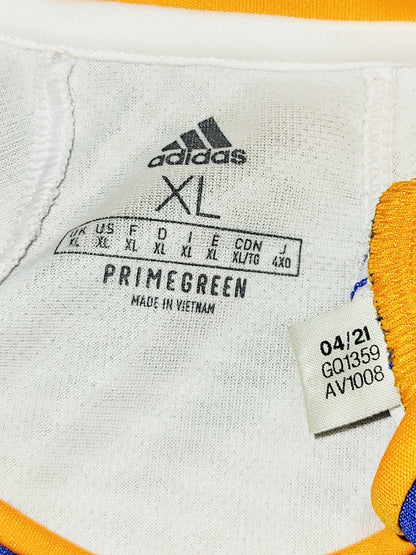 adidas
XL
UK US F D I E CDN J
XL XL XL XL XL XL XL/TG 4XO
PRIMEGREEN
MADE IN VIETNAM
04/21
GQ1359
AV1008